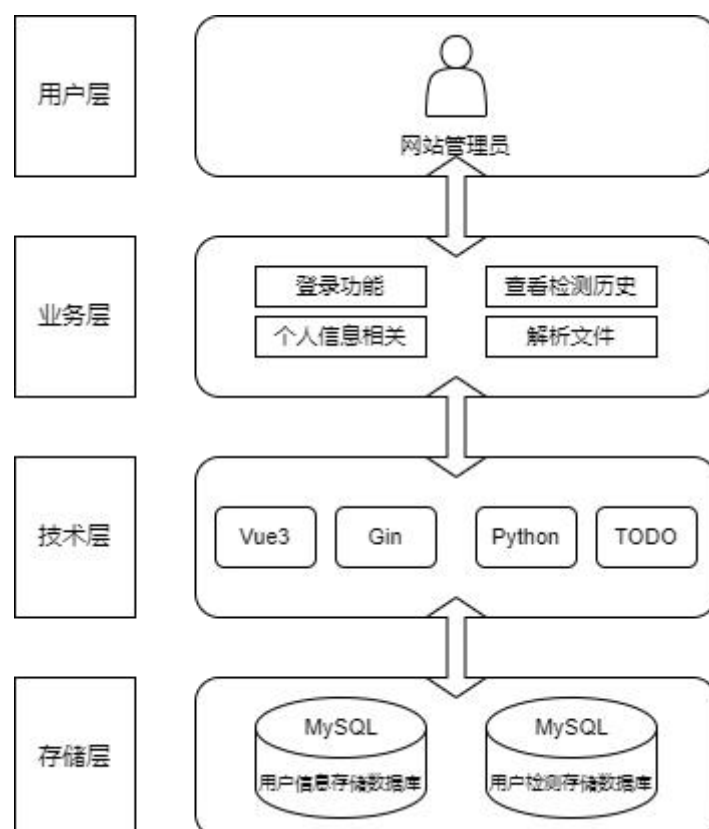 用户层
网站管理员
业务层
登录功能
查看检测历史
个人信息相关
解析文件
技术层
Vue3
Gin
Python
TODO
存储层
MySQL
用户信息存储数据库
MySQL
用户检测存储数据库